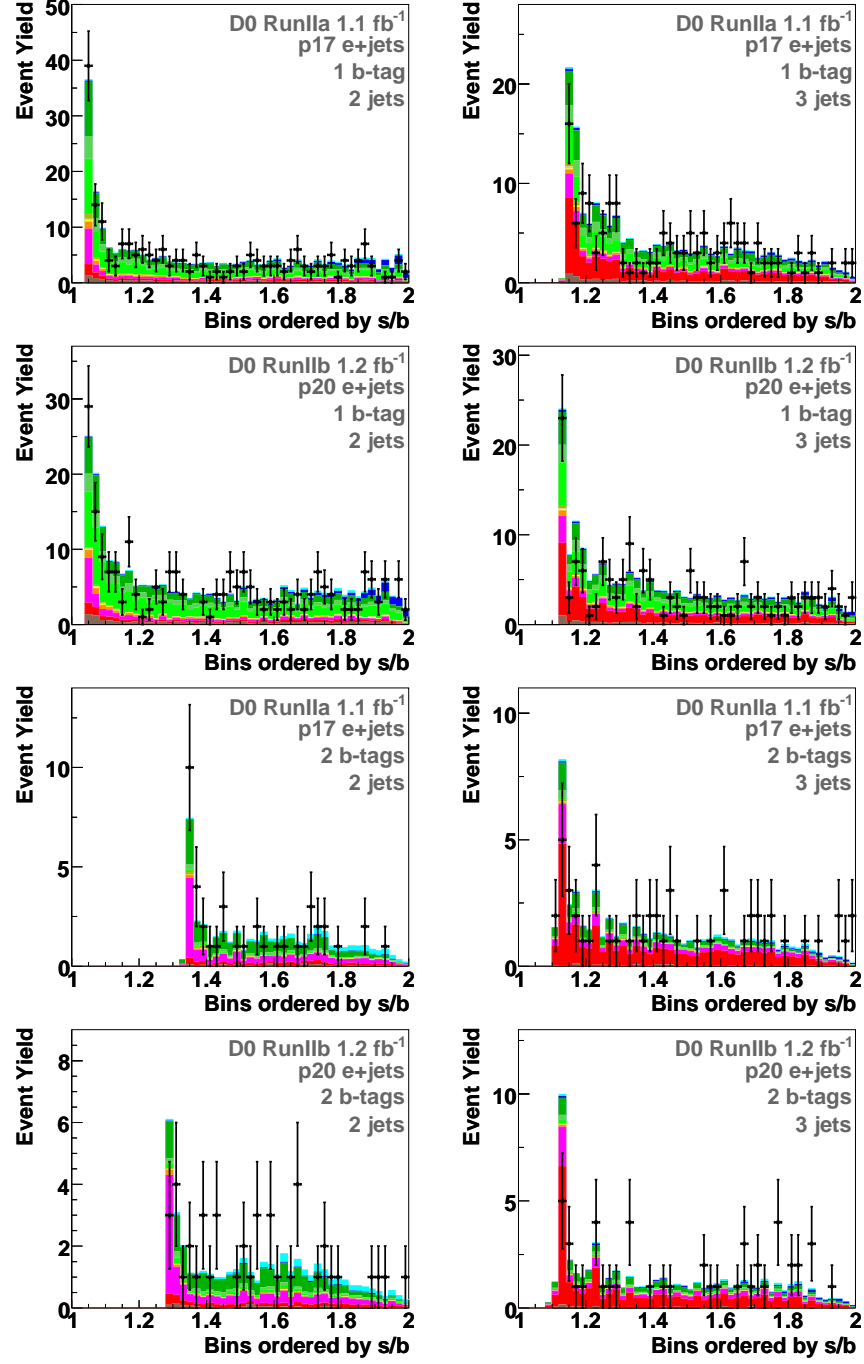 Event Yield
50
40
30
20
10
0
1
1.2
1.4
1.6
1.8
2
Bins ordered by s/b
D0 RunIIa 1.1 fb⁻¹
p17 e+jets
1 b-tag
2 jets
Event Yield
20
10
0
1
1.2
1.4
1.6
1.8
2
Bins ordered by s/b
D0 RunIIa 1.1 fb⁻¹
p17 e+jets
1 b-tag
3 jets
Event Yield
30
20
10
0
1
1.2
1.4
1.6
1.8
2
Bins ordered by s/b
D0 RunIIb 1.2 fb⁻¹
p20 e+jets
1 b-tag
2 jets
Event Yield
30
20
10
0
1
1.2
1.4
1.6
1.8
2
Bins ordered by s/b
D0 RunIIb 1.2 fb⁻¹
p20 e+jets
1 b-tag
3 jets
Event Yield
10
5
0
1
1.2
1.4
1.6
1.8
2
Bins ordered by s/b
D0 RunIIa 1.1 fb⁻¹
p17 e+jets
2 b-tags
2 jets
Event Yield
10
5
0
1
1.2
1.4
1.6
1.8
2
Bins ordered by s/b
D0 RunIIa 1.1 fb⁻¹
p17 e+jets
2 b-tags
3 jets
Event Yield
8
6
4
2
0
1
1.2
1.4
1.6
1.8
2
Bins ordered by s/b
D0 RunIIb 1.2 fb⁻¹
p20 e+jets
2 b-tags
2 jets
Event Yield
10
5
0
1
1.2
1.4
1.6
1.8
2
Bins ordered by s/b
D0 RunIIb 1.2 fb⁻¹
p20 e+jets
2 b-tags
3 jets